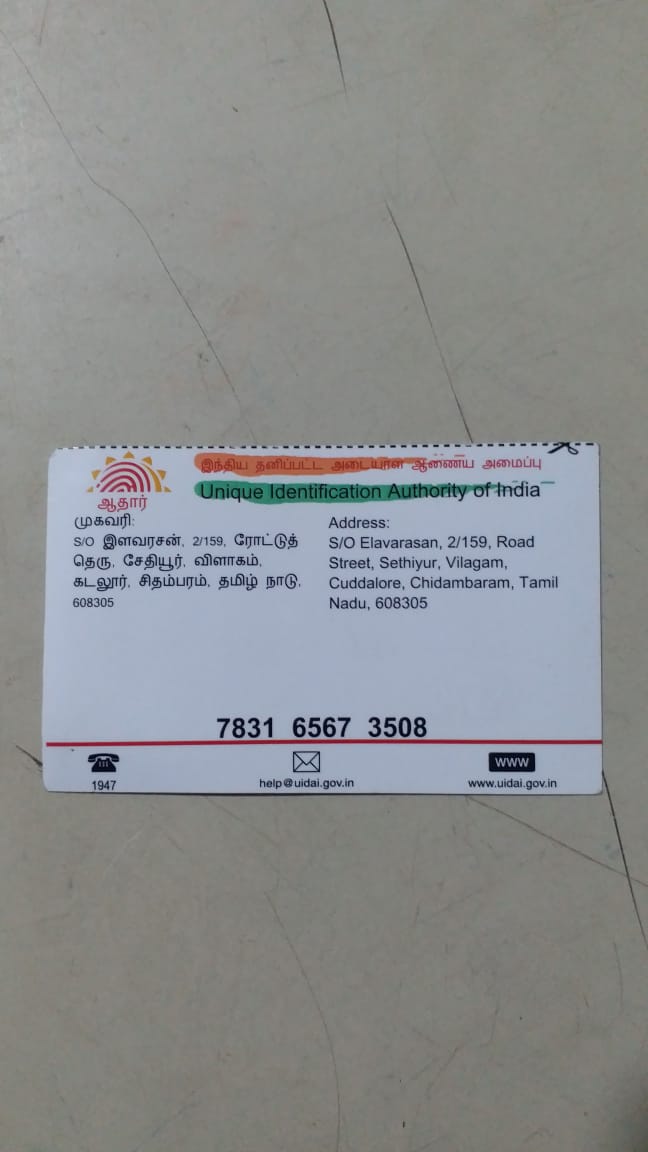 இந்திய தனிப்பட்ட அடையாள ஆணைய அமைப்பு
Unique Identification Authority of India
ஆதார்
முகவரி:
S/O இளவரசன், 2/159, ரோட்டுத்
தெரு, சேதியூர், விளாகம்,
கடலூர், சிதம்பரம், தமிழ் நாடு,
608305
Address:
S/O Elavarasan, 2/159, Road
Street, Sethiyur, Vilagam,
Cuddalore, Chidambaram, Tamil
Nadu, 608305
7831 6567 3508
1947
help@uidai.gov.in
WWW
www.uidai.gov.in